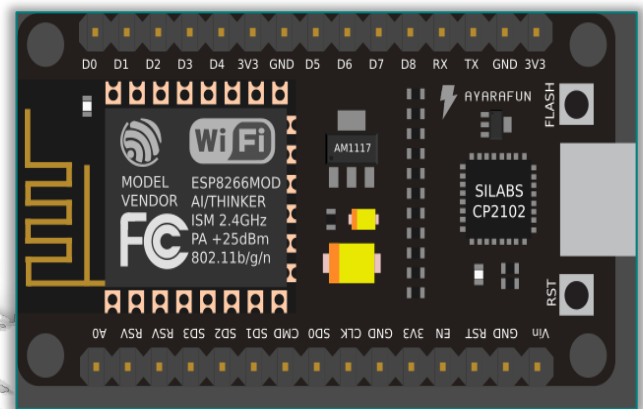 D0 D1 D2 D3 D4 3V3 GND D5 D6 D7 D8 RX TX GND 3V3
AYARAFUN
FLASH
WiFi
AM1117
MODEL
VENDOR
FCC
ESP8266MOD
AI/THINKER
ISM 2.4GHz
PA +25dBm
802.11b/g/n
SILABS
CP2102
RST
A0 RSV RSV SD3 SD2 SD1 CMD SD0 CLK GND 3V3 EN RST GND Vin